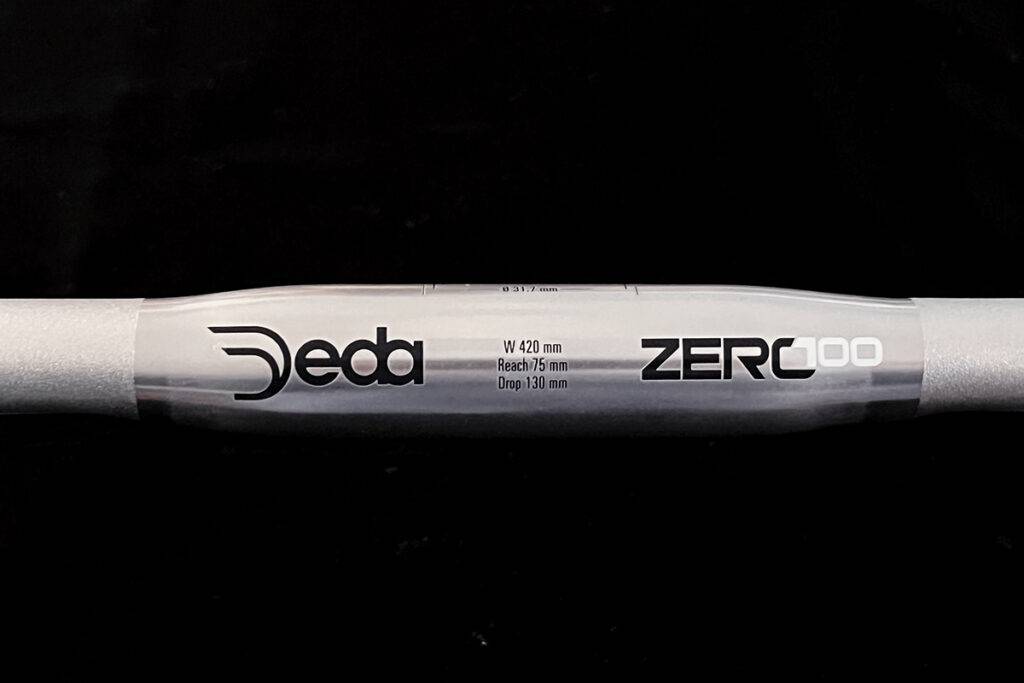 Ø 31.7 mm
Deda
W 420 mm
Reach 75 mm
Drop 130 mm
ZERO100